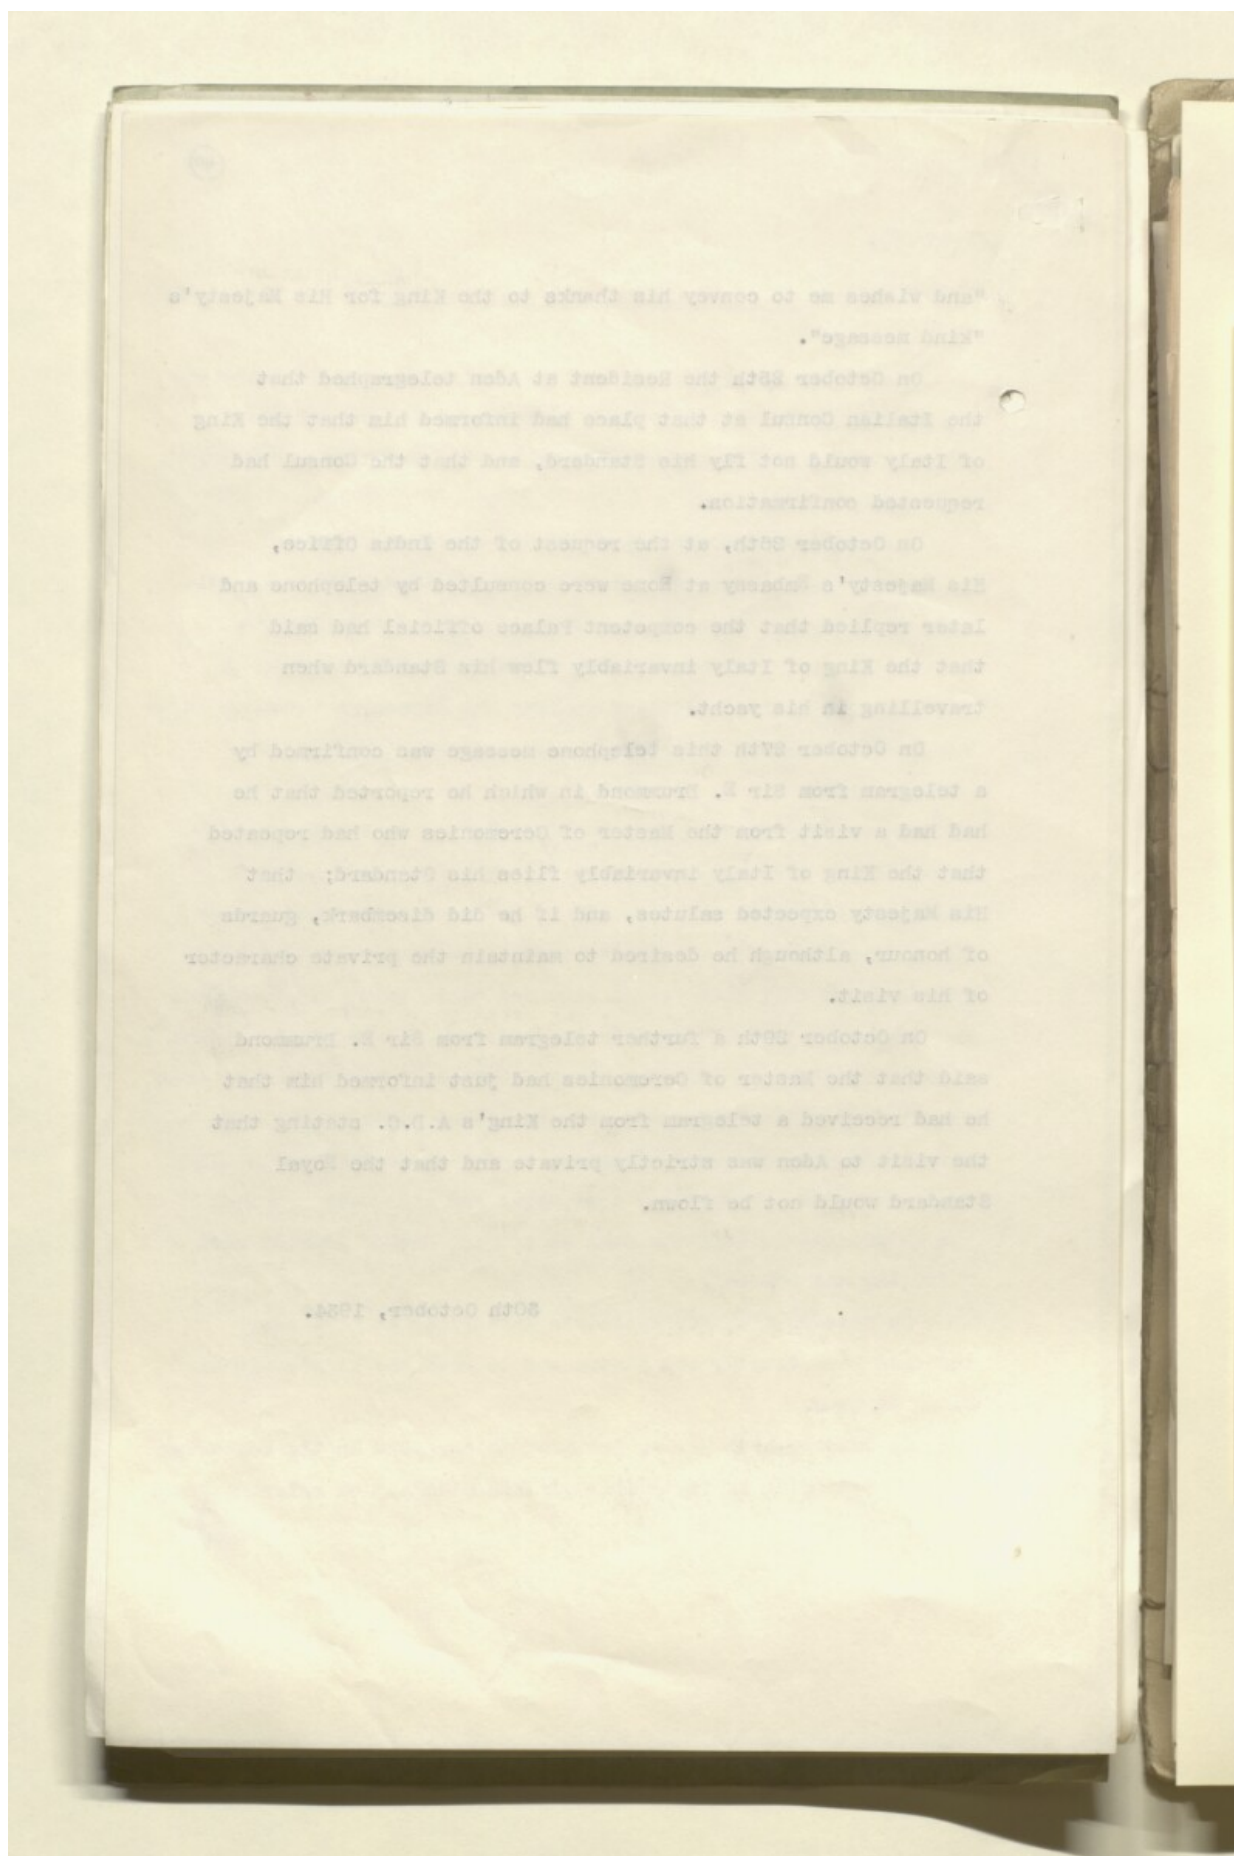 "and wishes me to convey his thanks to the King for His Majesty's
"kind message".
On October 25th the Resident at Aden telegraphed that
the Italian Consul at that place had informed him that the King
of Italy would not fly his Standard, and that the Consul had
requested confirmation.
On October 26th, at the request of the India Office,
His Majesty's Embassy at Rome were consulted by telephone and
later replied that the competent Palace official had said
that the King of Italy invariably flew his Standard when
travelling in his yacht.
On October 27th this telephone message was confirmed by
a telegram from Sir E. Drummond in which he reported that he
had had a visit from the Master of Ceremonies who had repeated
that the King of Italy invariably flies his Standard; that
His Majesty expected salutes, and if he did disembark, guards
of honour, although he desired to maintain the private character
of his visit.
On October 29th a further telegram from Sir E. Drummond
said that the Master of Ceremonies had just informed him that
he had received a telegram from the King's A.D.C. stating that
the visit to Aden was strictly private and that the Royal
Standard would not be flown.
30th October, 1934.